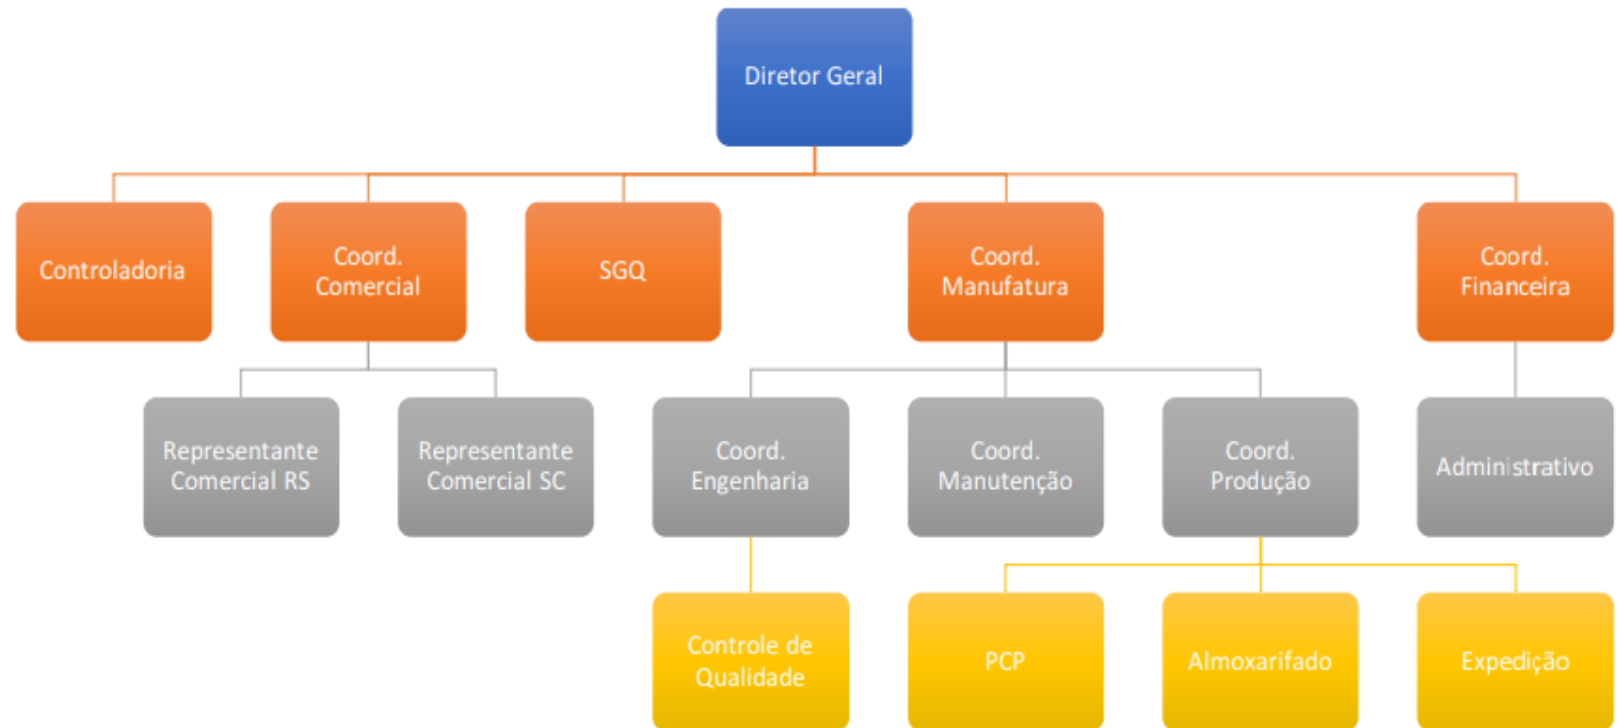 Diretor Geral
Controladoria
Coord.
Comercial
SGQ
Coord.
Manufatura
Coord.
Financeira
Representante
Comercial RS
Representante
Comercial SC
Coord.
Engenharia
Coord.
Manutenção
Coord.
Produção
Administrativo
Controle de
Qualidade
PCP
Almoxarifado
Expedição